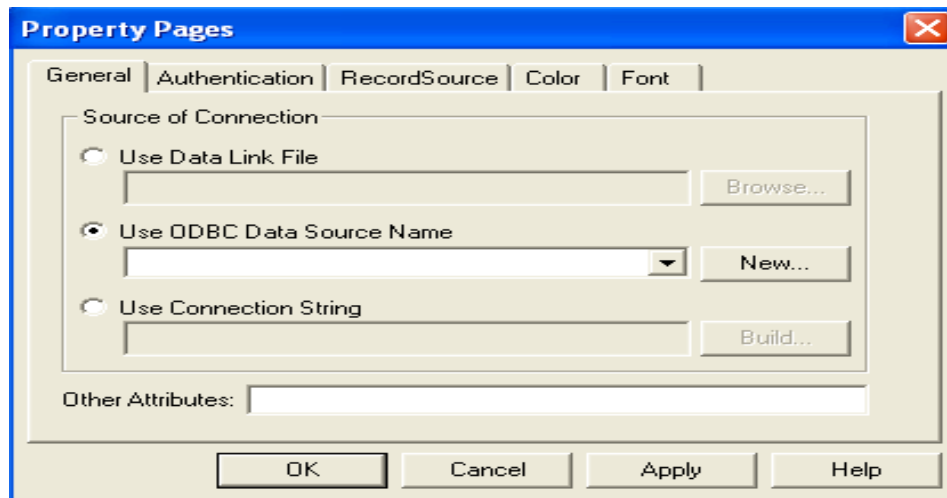 Property Pages
General Authentication RecordSource Color Font
Source of Connection
Use Data Link File
Browse...
Use ODBC Data Source Name
New...
Use Connection String
Build...
Other Attributes:
OK Cancel Apply Help